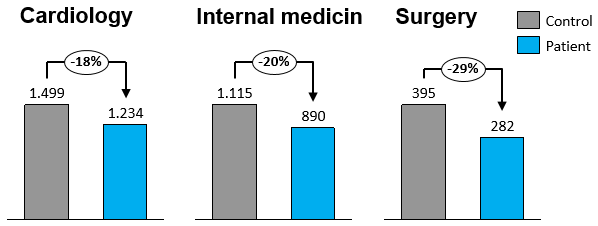 Cardiology
-18%
1.499
1.234
Internal medicin
-20%
1.115
890
Surgery
-29%
395
282
Control
Patient